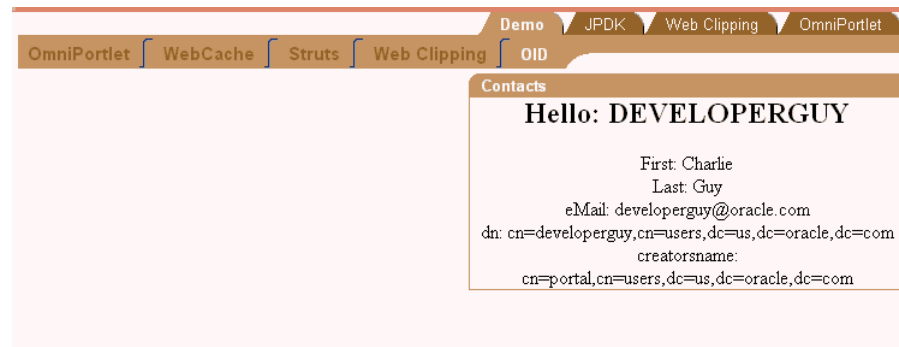 Demo JPDK Web Clipping OmniPortlet
OmniPortlet WebCache Struts Web Clipping OID
Contacts
Hello: DEVELOPERGUY
First: Charlie
Last: Guy
eMail: developerguy@oracle.com
dn: cn=developerguy,cn=users,dc=us,dc=oracle,dc=com
creatorsname:
cn=portal,cn=users,dc=us,dc=oracle,dc=com